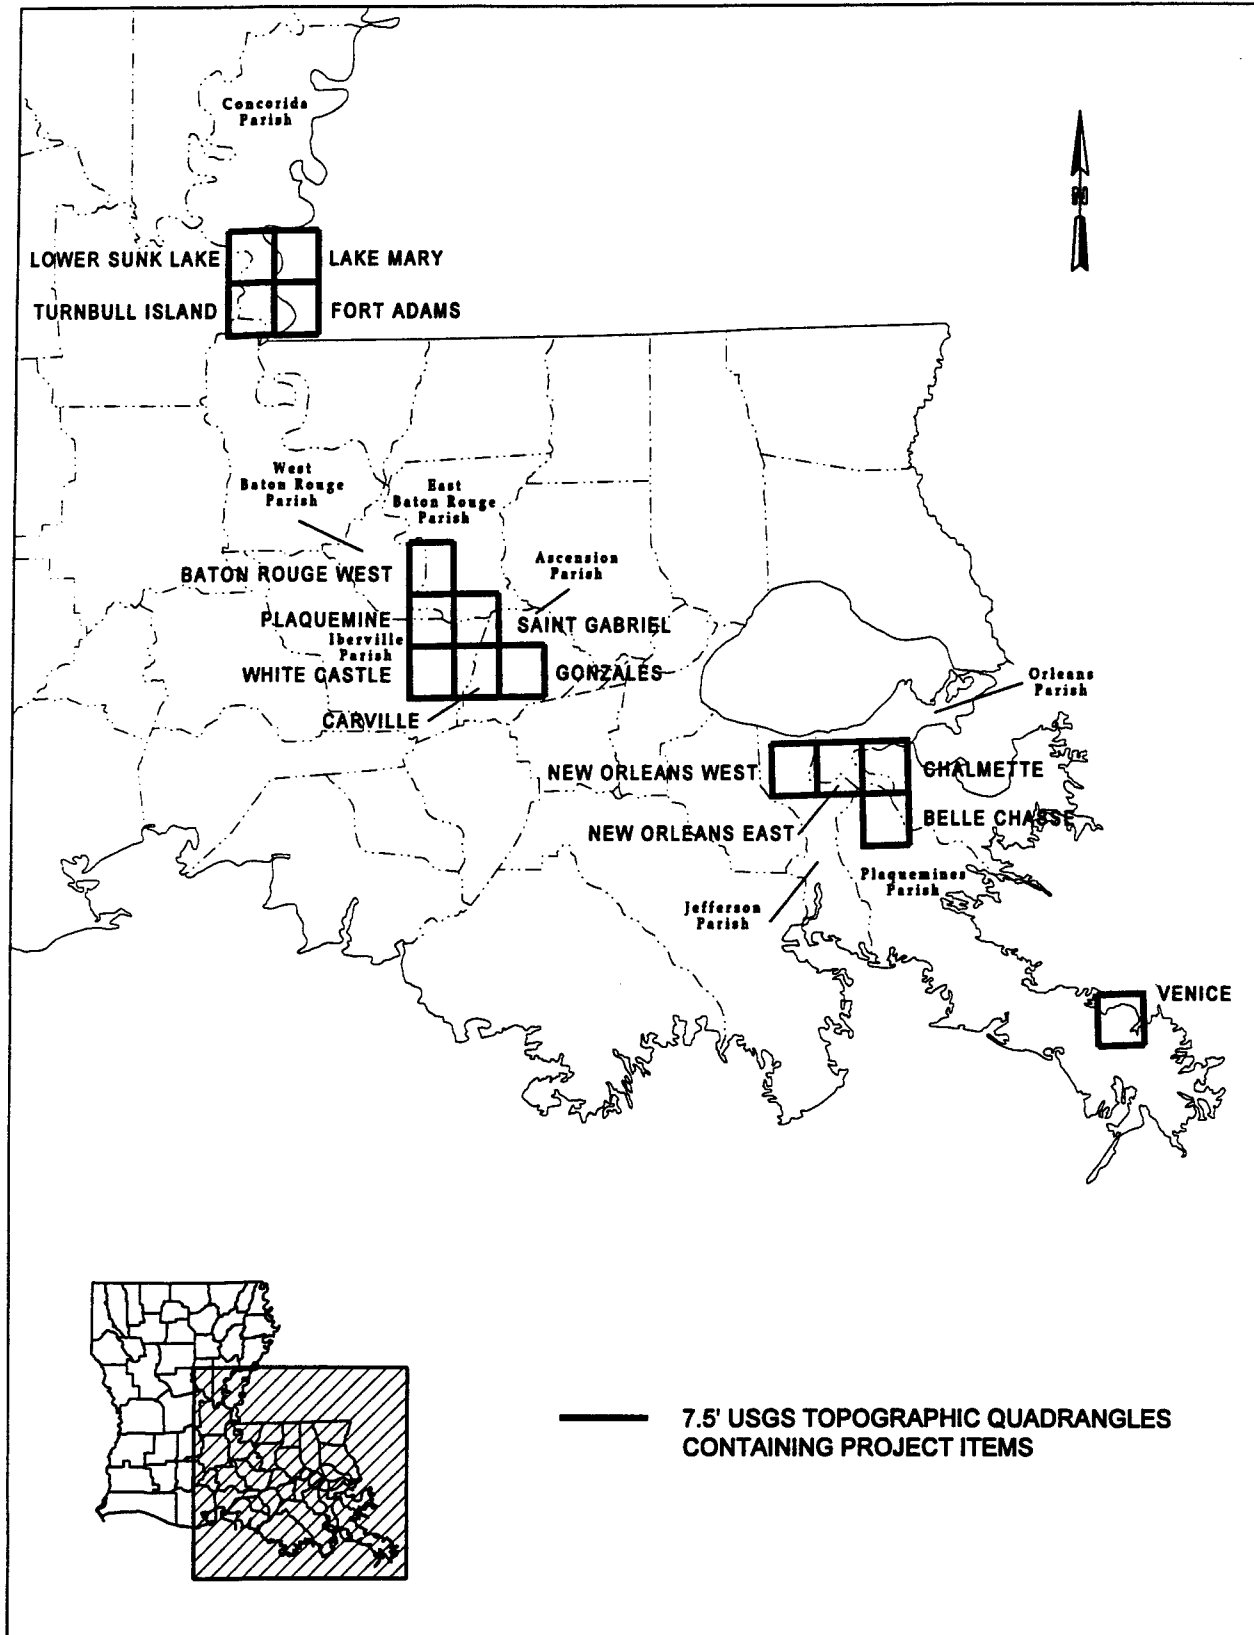 Concorida
Parish
N
LOWER SUNK LAKE
LAKE MARY
TURNBULL ISLAND
FORT ADAMS
West
Baton Rouge
Parish
East
Baton Rouge
Parish
Ascension
Parish
BATON ROUGE WEST
PLAQUEMINE
SAINT GABRIEL
Iberville
Parish
WHITE CASTLE
GONZALES
CARVILLE
Orleans
Parish
NEW ORLEANS WEST
CHALMETTE
BELLE CHASSE
NEW ORLEANS EAST
Plaquemines
Parish
Jefferson
Parish
VENICE
7.5' USGS TOPOGRAPHIC QUADRANGLES
CONTAINING PROJECT ITEMS